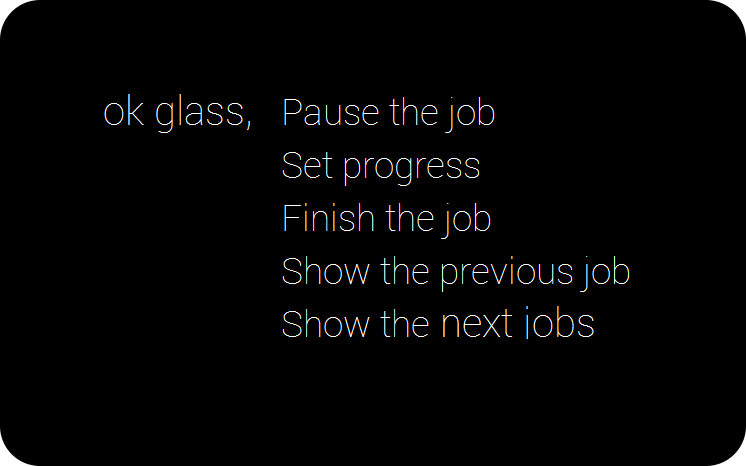 ok glass, Pause the job
Set progress
Finish the job
Show the previous job
Show the next jobs